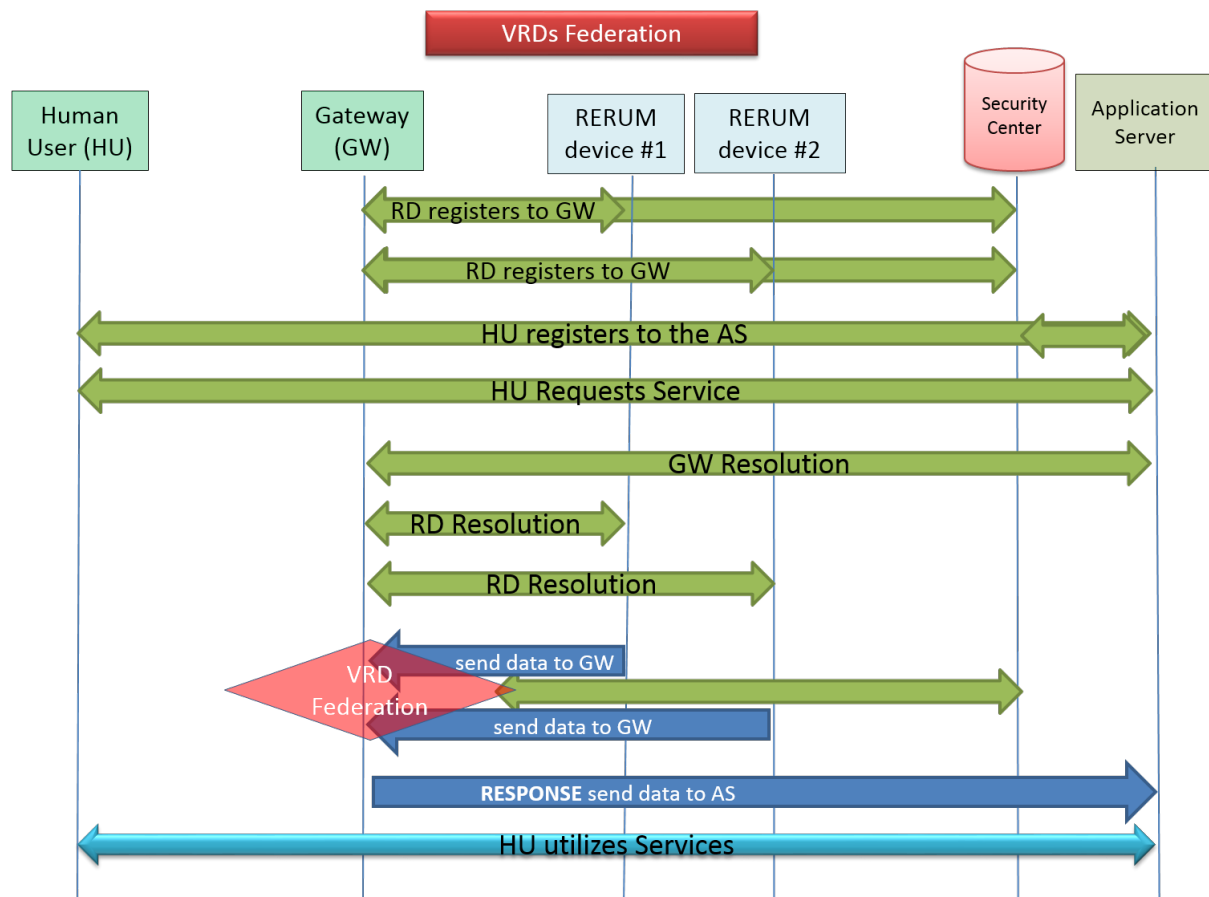 VRDs Federation
Human
User (HU)
Gateway
(GW)
RERUM
device #1
RERUM
device #2
Security
Center
Application
Server
RD registers to GW
RD registers to GW
HU registers to the AS
HU Requests Service
GW Resolution
RD Resolution
RD Resolution
send data to GW
VRD
Federation
send data to GW
RESPONSE send data to AS
HU utilizes Services